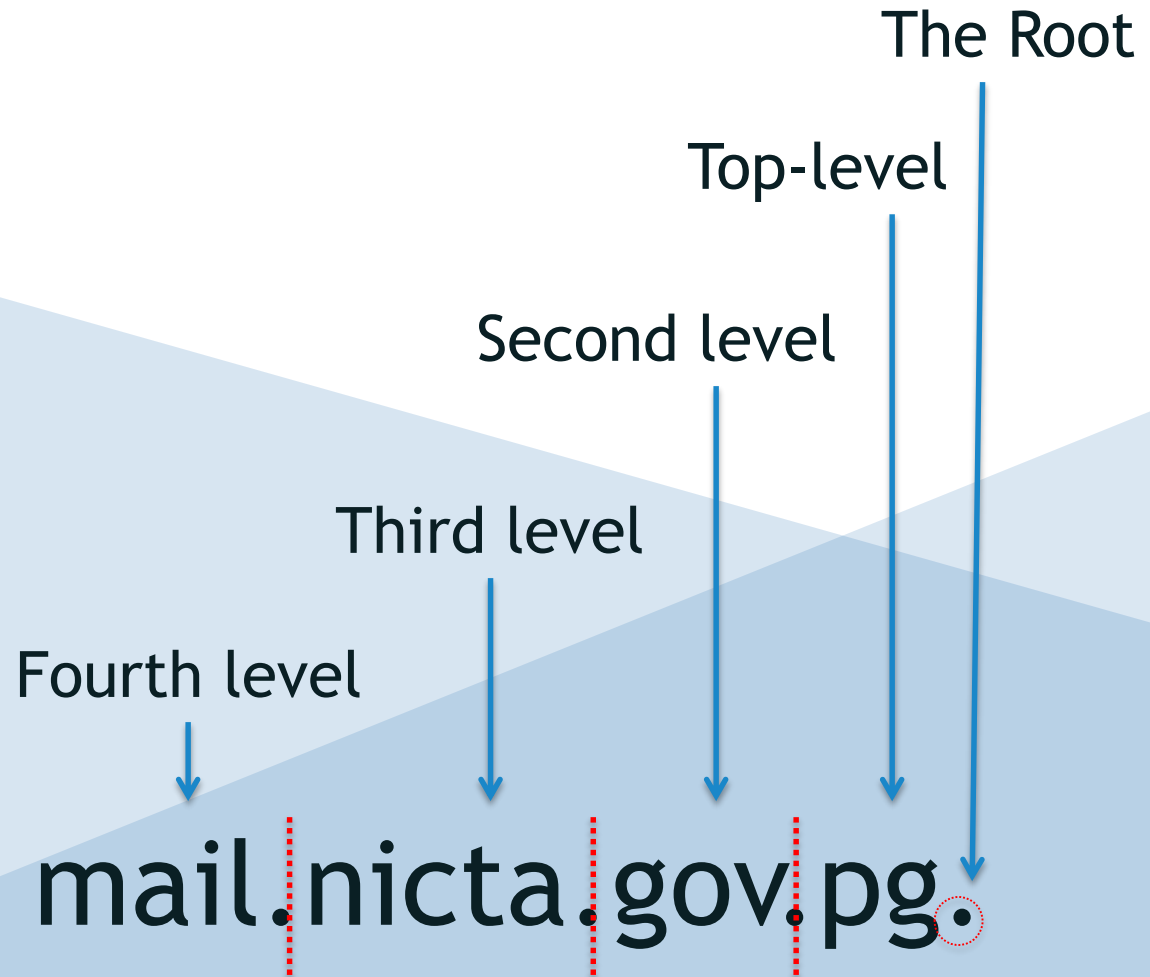 The Root
Top-level
Second level
Third level
Fourth level
mail.nicta.gov.pg.